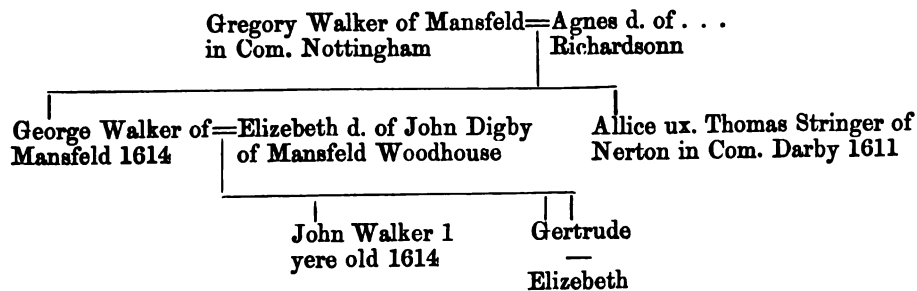 Gregory Walker of Mansfeld=Agnes d. of . . .
in Com. Nottingham Richardsonn
George Walker of=Elizebeth d. of John Digby
Mansfeld 1614 of Mansfeld Woodhouse
Allice ux. Thomas Stringer of
Nerton in Com. Darby 1611
John Walker 1
yere old 1614
Gertrude
—
Elizebeth